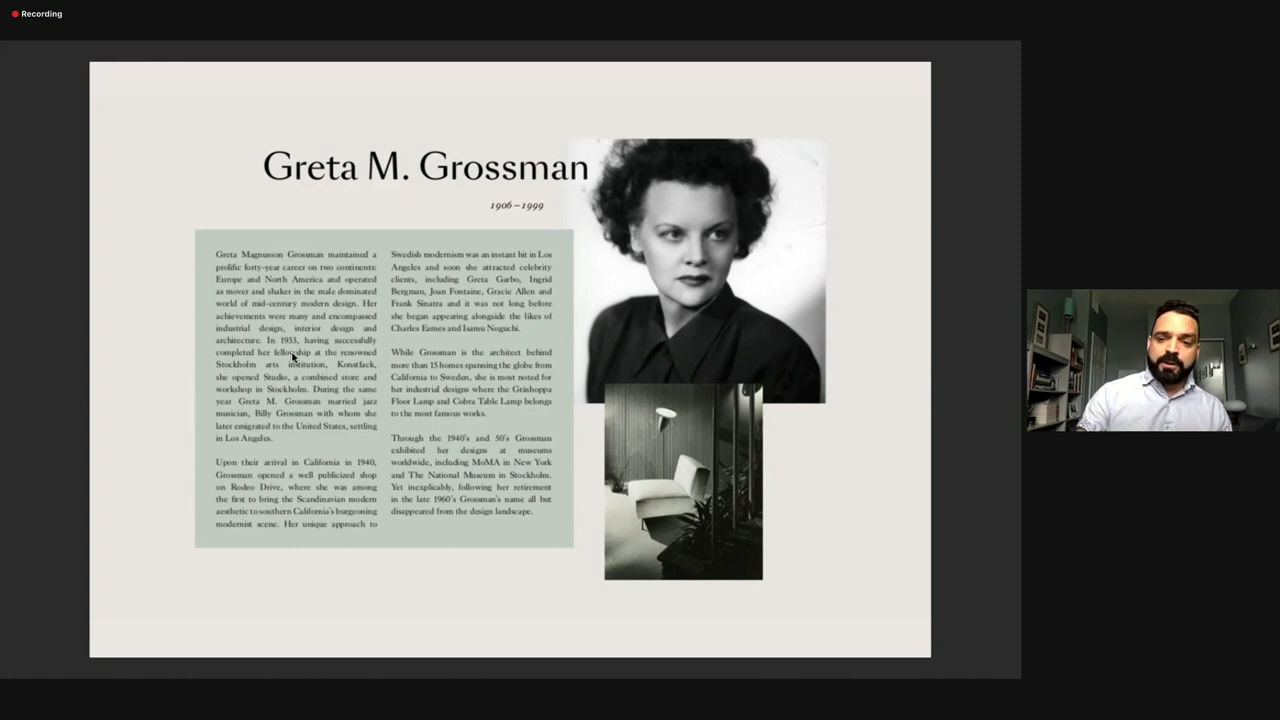 Recording
Greta M. Grossman
1906 – 1999
Greta Magnusson Grossman maintained a
prolific forty-year career on two continents:
Europe and North America and operated
as mover and shaker in the male dominated
world of mid-century modern design. Her
achievements were many and encompassed
industrial design, interior design and
architecture. In 1933, having successfully
completed her fellowship at the renowned
Stockholm arts institution, Konstfack,
she opened Studio, a combined store and
workshop in Stockholm. During the same
year Greta M. Grossman married jazz
musician, Billy Grossman with whom she
later emigrated to the United States, settling
in Los Angeles.
Upon their arrival in California in 1940,
Grossman opened a well publicized shop
on Rodeo Drive, where she was among
the first to bring the Scandinavian modern
aesthetic to southern California's burgeoning
modernist scene. Her unique approach to
Swedish modernism was an instant hit in Los
Angeles and soon she attracted celebrity
clients, including Greta Garbo, Ingrid
Bergman, Joan Fontaine, Gracie Allen and
Frank Sinatra and it was not long before
she began appearing alongside the likes of
Charles Eames and Isamu Noguchi.
While Grossman is the architect behind
more than 15 homes spanning the globe from
California to Sweden, she is most noted for
her industrial designs where the Gräshoppa
Floor Lamp and Cobra Table Lamp belongs
to the most famous works.
Through the 1940's and 50's Grossman
exhibited her designs at museums
worldwide, including MoMA in New York
and The National Museum in Stockholm.
Yet inexplicably, following her retirement
in the late 1960's Grossman's name all but
disappeared from the design landscape.